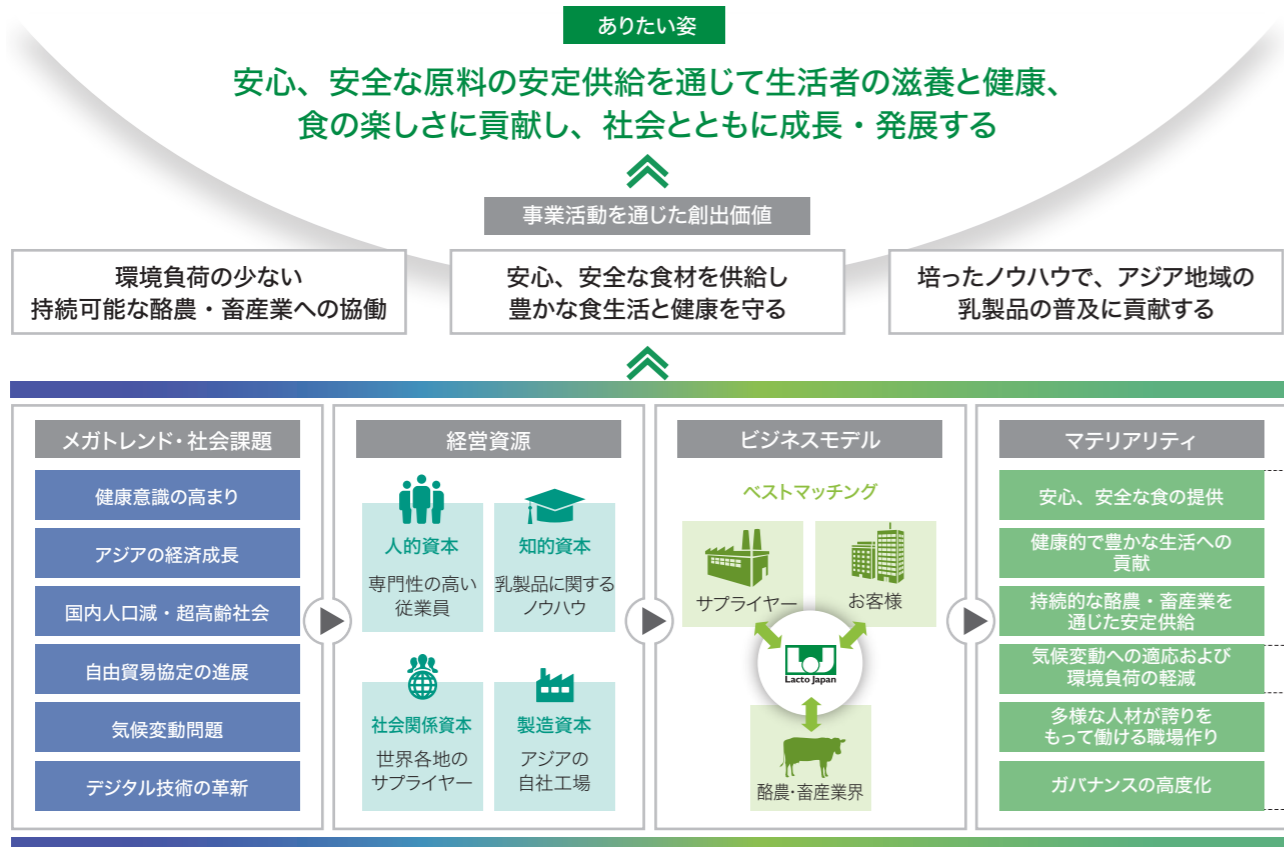 ありたい姿
安心、安全な原料の安定供給を通じて生活者の滋養と健康、
食の楽しさに貢献し、社会とともに成長・発展する
事業活動を通じた創出価値
環境負荷の少ない
持続可能な酪農・畜産業への協働
安心、安全な食材を供給し
豊かな食生活と健康を守る
培ったノウハウで、アジア地域の
乳製品の普及に貢献する
メガトレンド・社会課題
健康意識の高まり
アジアの経済成長
国内人口減・超高齢社会
自由貿易協定の進展
気候変動問題
デジタル技術の革新
経営資源
人的資本
専門性の高い
従業員
知的資本
乳製品に関する
ノウハウ
社会関係資本
世界各地の
サプライヤー
製造資本
アジアの
自社工場
ビジネスモデル
ベストマッチング
サプライヤー
お客様
Lacto Japan
酪農・畜産業界
マテリアリティ
安心、安全な食の提供
健康的で豊かな生活への
貢献
持続的な酪農・畜産業を
通じた安定供給
気候変動への適応および
環境負荷の軽減
多様な人材が誇りを
もって働ける職場作り
ガバナンスの高度化